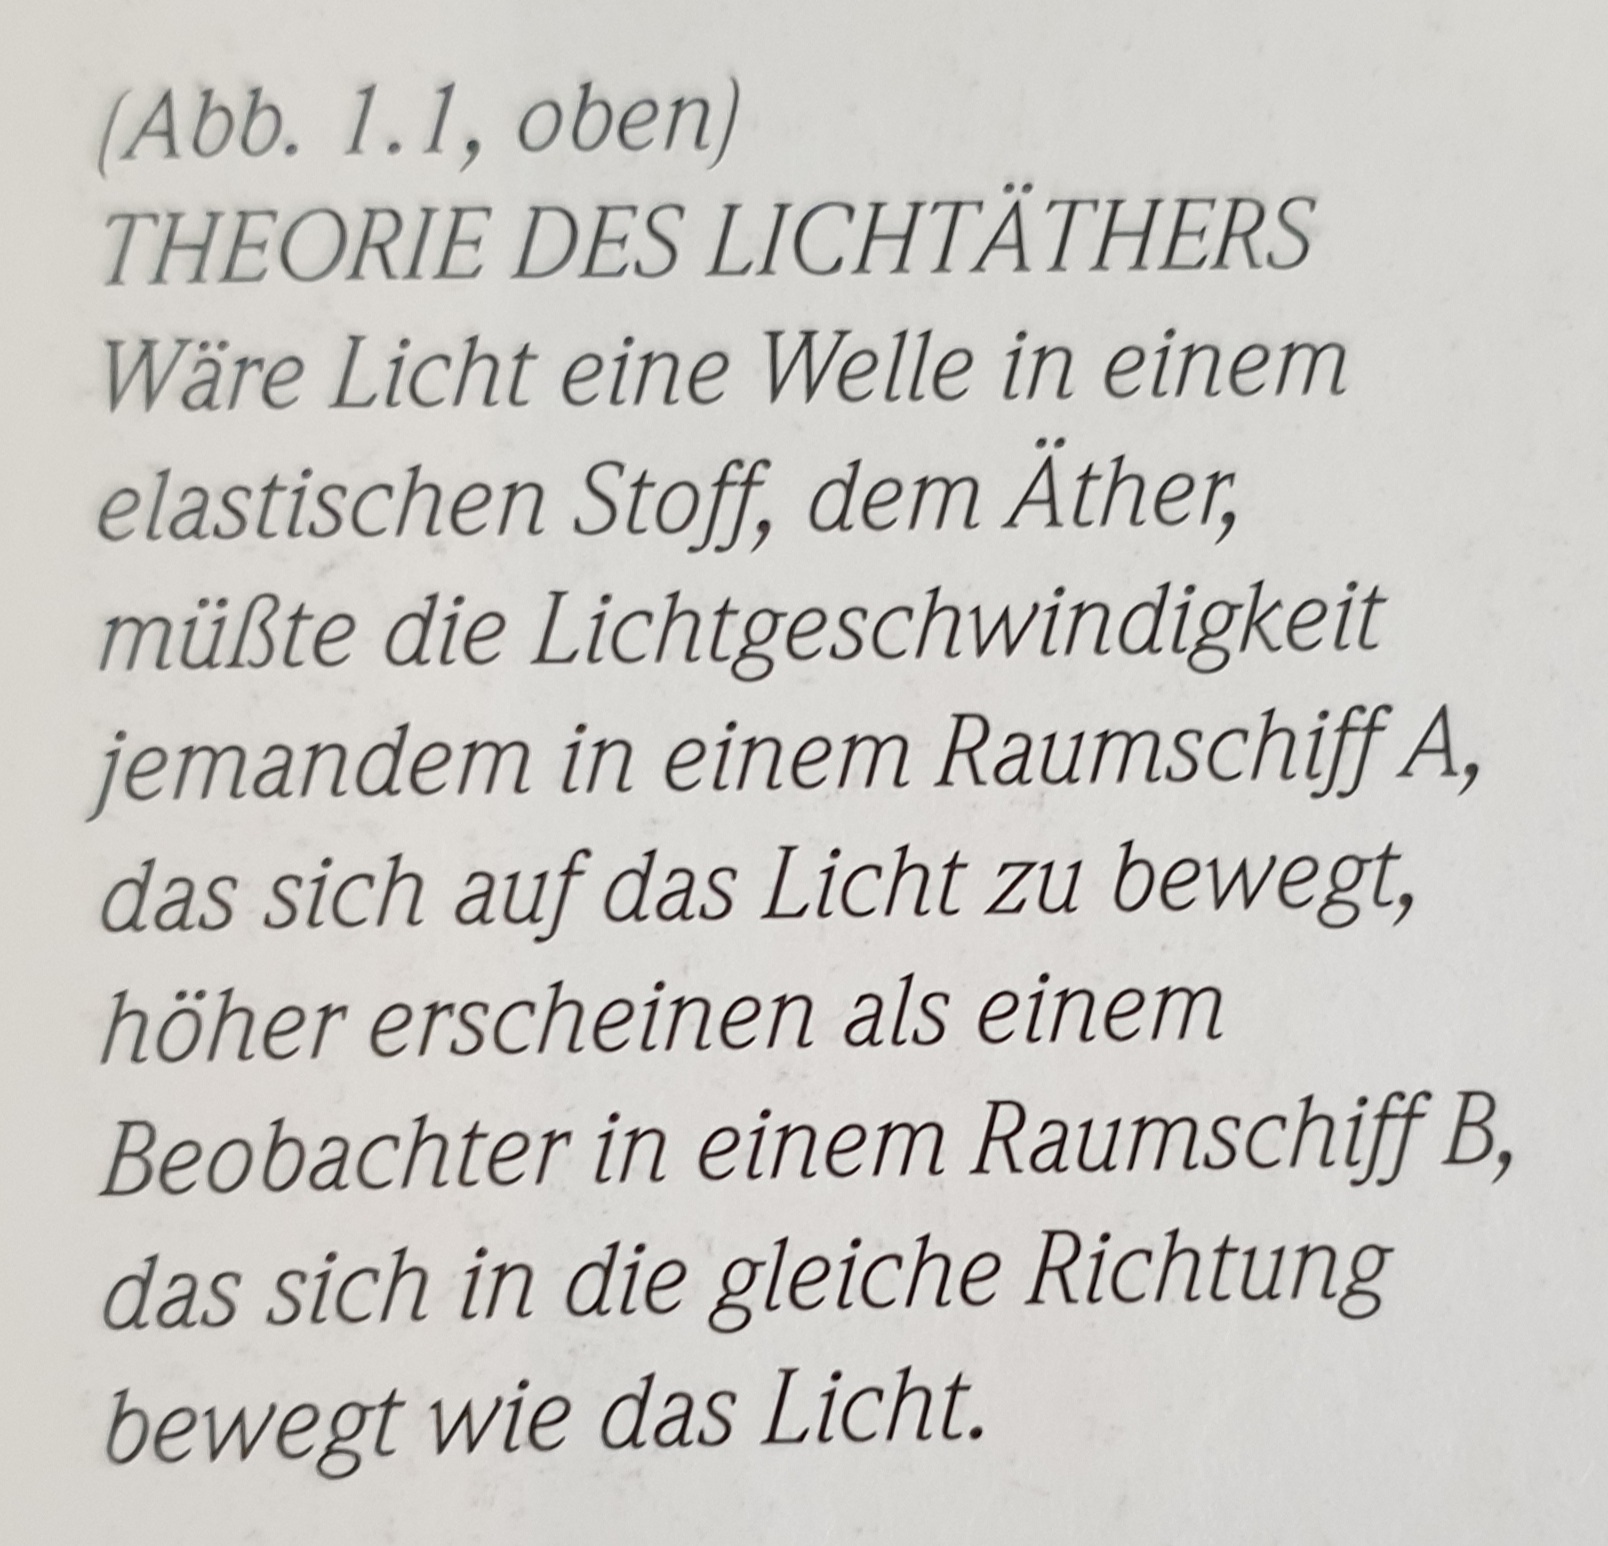 (Abb. 1.1, oben)
THEORIE DES LICHTÄTHERS
Wäre Licht eine Welle in einem
elastischen Stoff, dem Äther,
müßte die Lichtgeschwindigkeit
jemandem in einem Raumschiff A,
das sich auf das Licht zu bewegt,
höher erscheinen als einem
Beobachter in einem Raumschiff B,
das sich in die gleiche Richtung
bewegt wie das Licht.